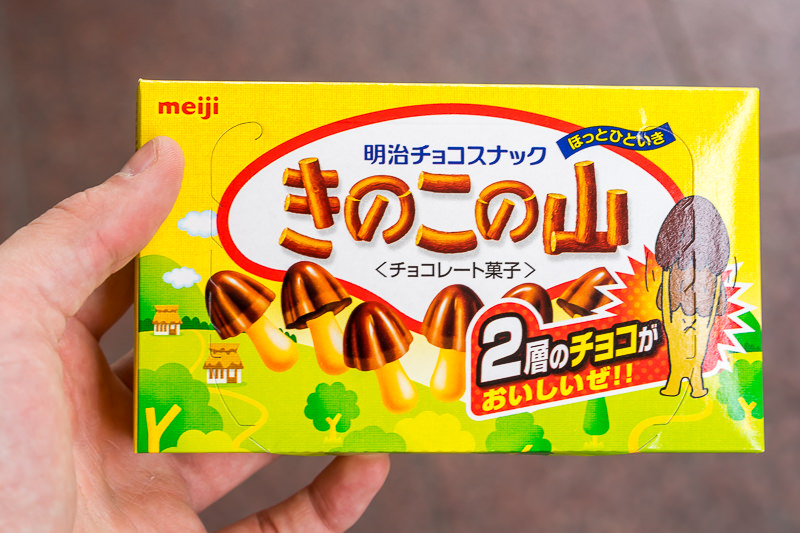 meiji
明治チョコスナック
ほっとひといき
きのこの山
＜チョコレート菓子＞
2層のチョコが
おいしいぜ!!